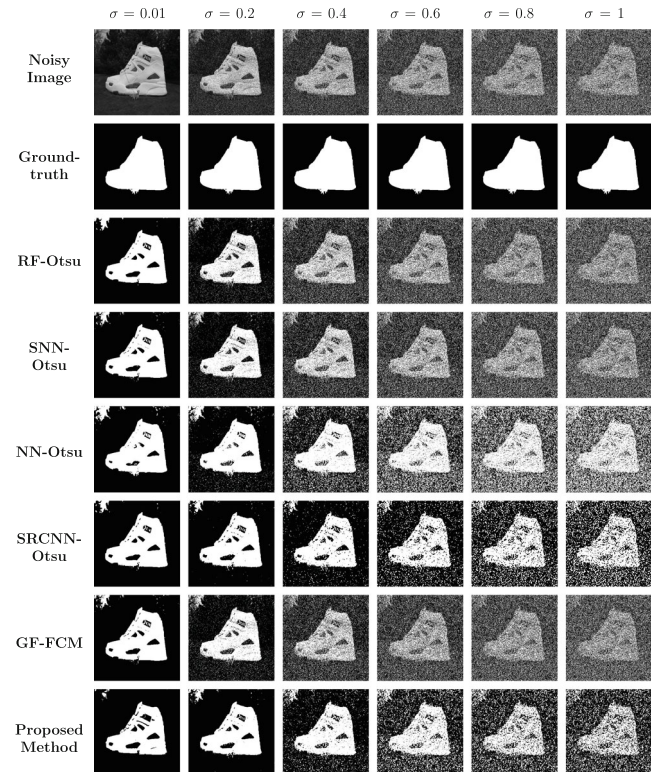 σ = 0.01 σ = 0.2 σ = 0.4 σ = 0.6 σ = 0.8 σ = 1
Noisy
Image
Ground-
truth
RF-Otsu
SNN-
Otsu
NN-Otsu
SRCNN-
Otsu
GF-FCM
Proposed
Method